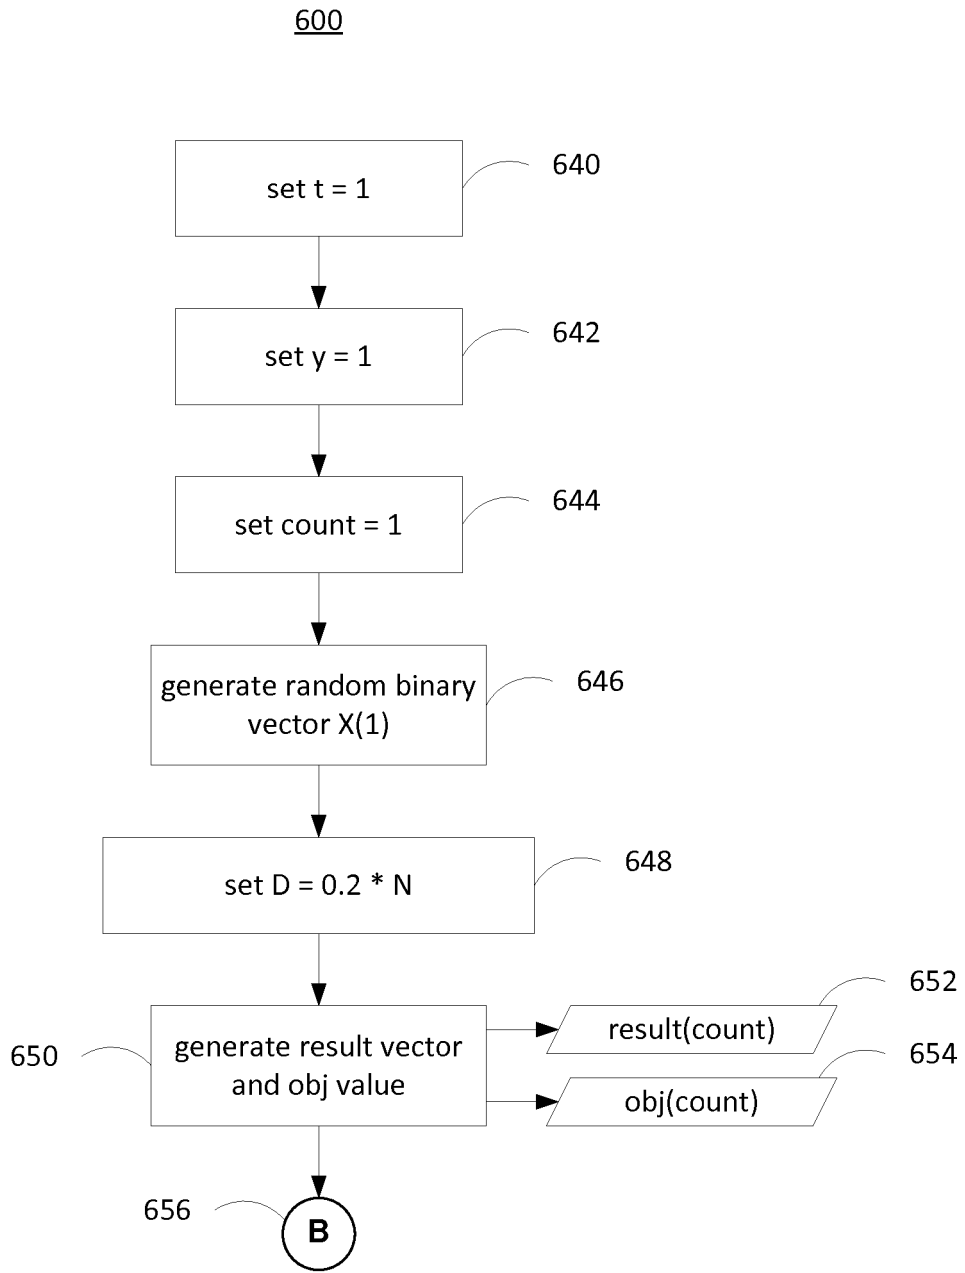 600
set t = 1
640
set y = 1
642
set count = 1
644
generate random binary
vector X(1)
646
set D = 0.2 * N
648
generate result vector
and obj value
650
result(count)
652
obj(count)
654
B
656